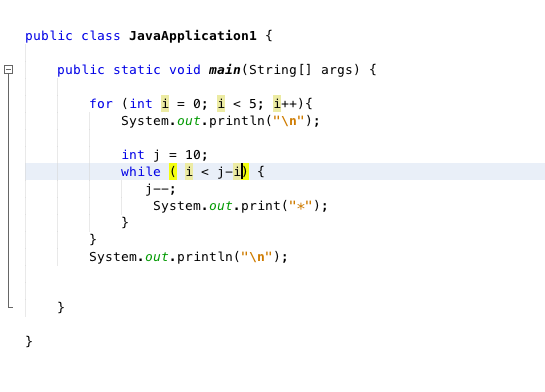 public class JavaApplication1 {
public static void main(String[] args) {
for (int i = 0; i < 5; i++){
System.out.println("\n");
int j = 10;
while ( i < j-i) {
j--;
System.out.print("*");
}
}
System.out.println("\n");
}
}